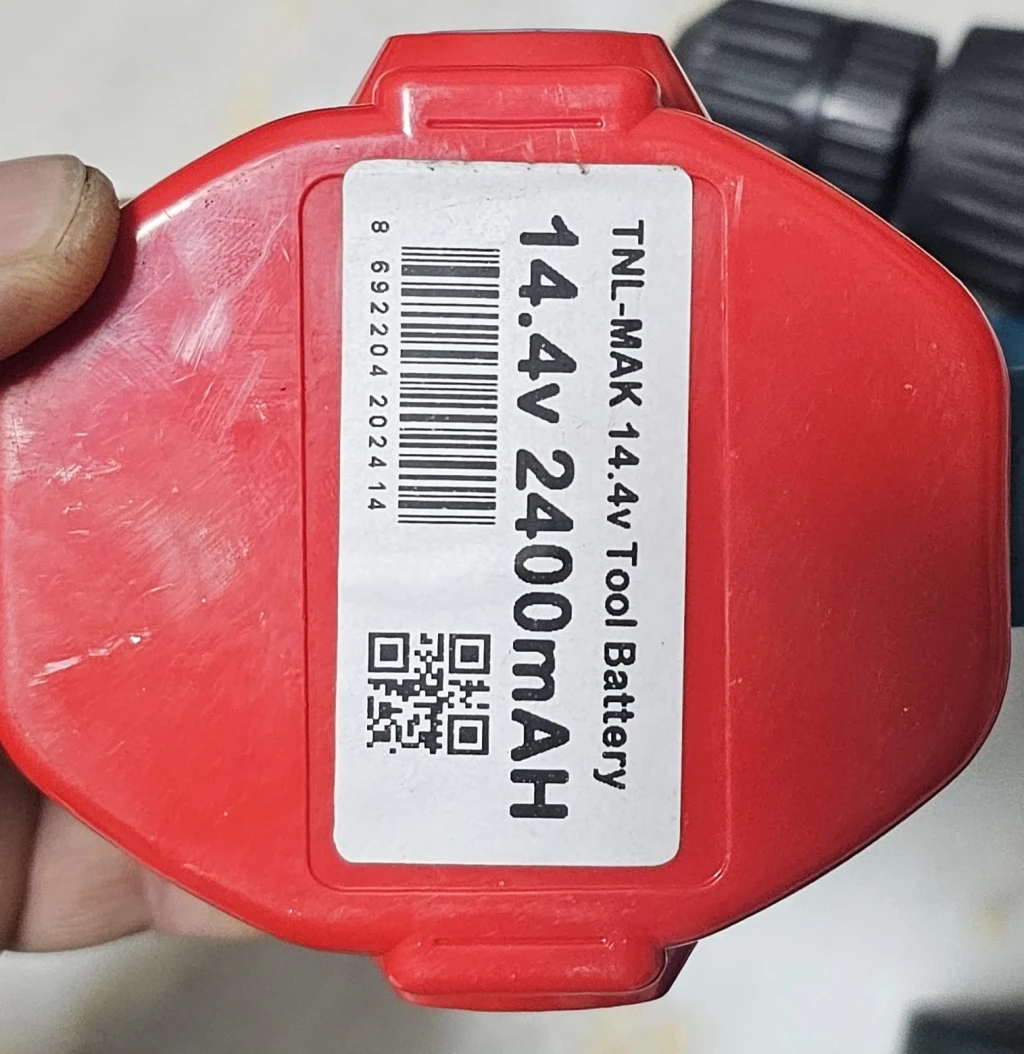 TNL-MAK 14.4v Tool Battery
14.4v 2400mAH
8 692204 202414